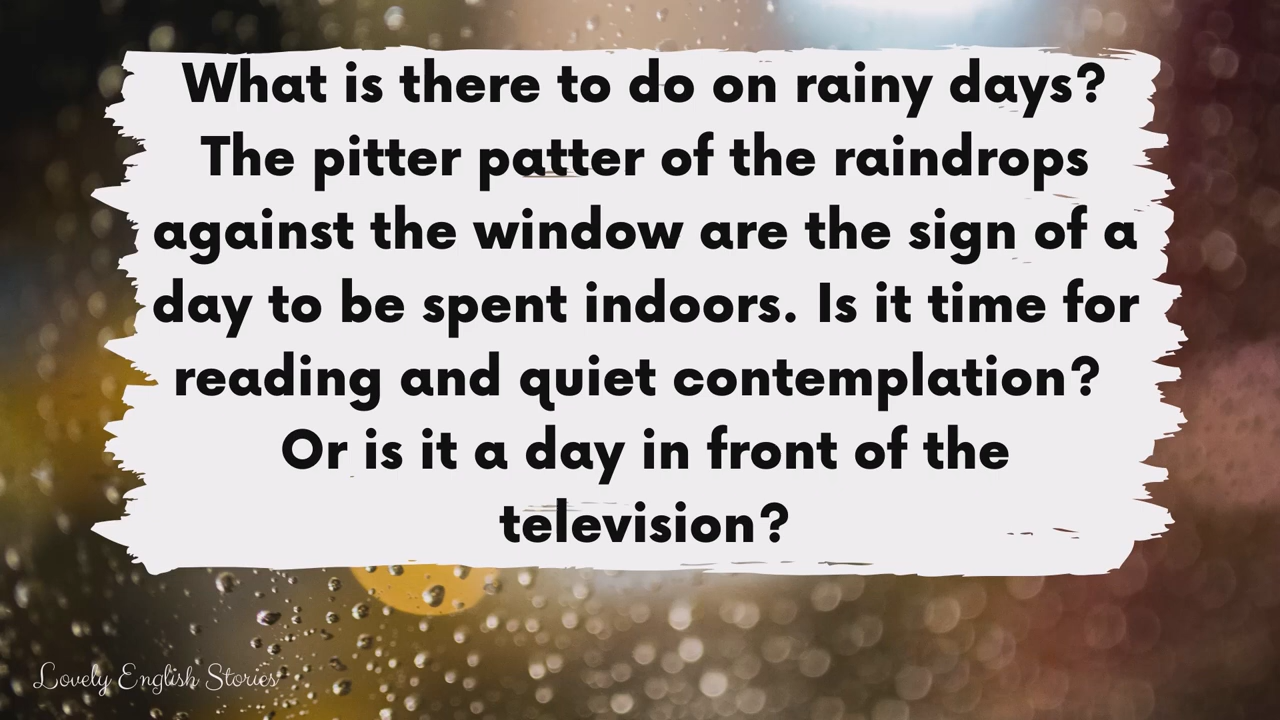 What is there to do on rainy days?
The pitter patter of the raindrops
against the window are the sign of a
day to be spent indoors. Is it time for
reading and quiet contemplation?
Or is it a day in front of the
television?
Lovely English Stories